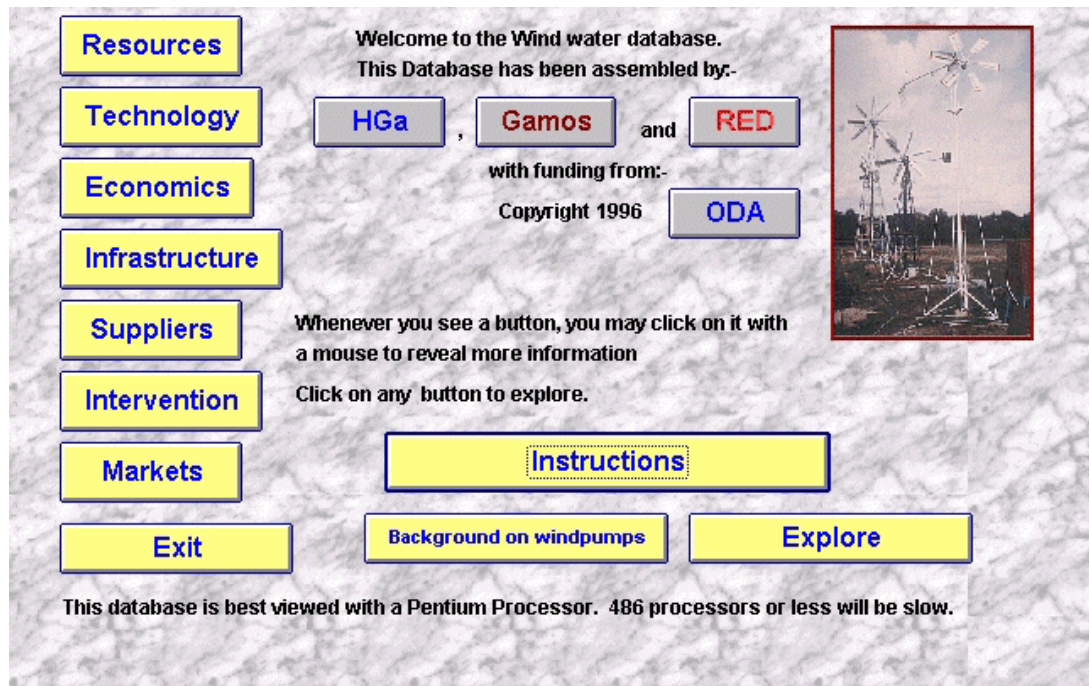 Resources
Technology
Economics
Infrastructure
Suppliers
Intervention
Markets
Exit
Welcome to the Wind water database.
This Database has been assembled by:-
HGa , Gamos and RED
with funding from:-
Copyright 1996 ODA
Whenever you see a button, you may click on it with
a mouse to reveal more information
Click on any button to explore.
Instructions
Background on windpumps Explore
This database is best viewed with a Pentium Processor. 486 processors or less will be slow.